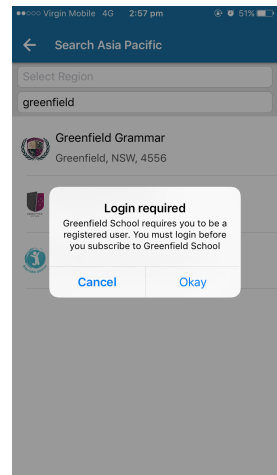 Virgin Mobile 4G 2:57 pm 51%
Search Asia Pacific
Select Region
greenfield
Greenfield Grammar
Greenfield, NSW, 4556
Login required
Greenfield School requires you to be a
registered user. You must login before
you subscribe to Greenfield School
Cancel Okay